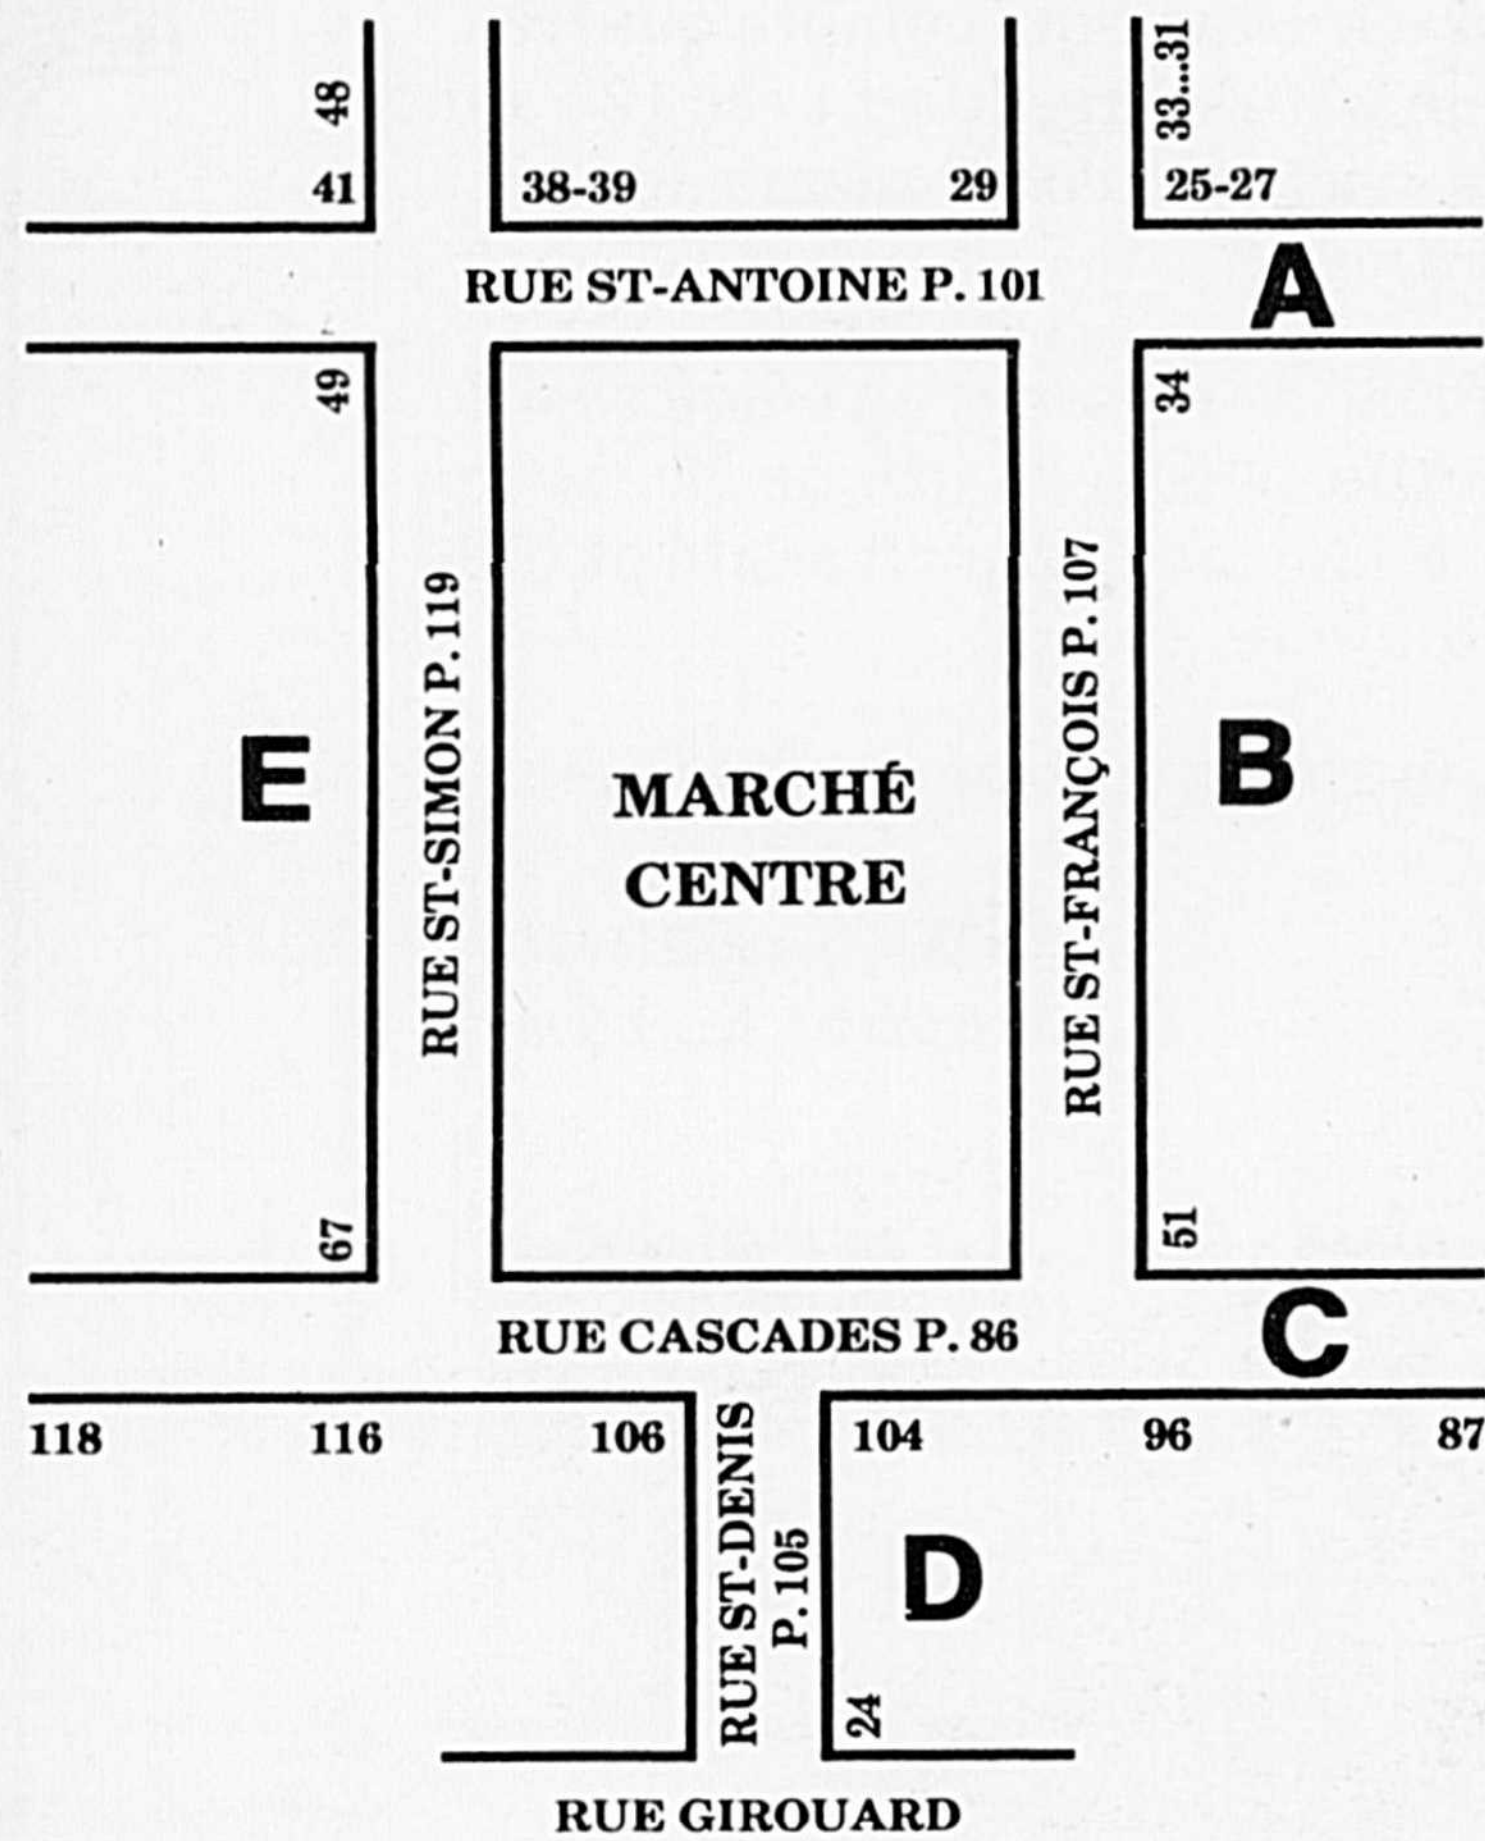 48
33...31
41
38-39
29
25-27
RUE ST-ANTOINE P. 101
A
49
34
RUE ST-SIMON P. 119
RUE ST-FRANÇOIS P. 107
E
MARCHÉ
CENTRE
B
67
51
RUE CASCADES P. 86
C
118
116
106
104
96
87
RUE ST-DENIS
P. 105
D
24
RUE GIROUARD